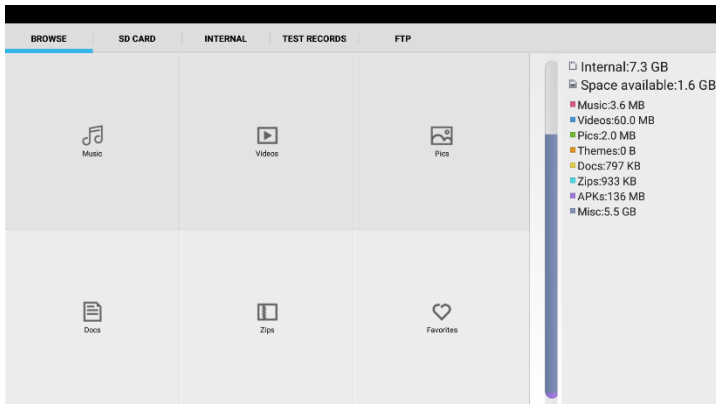 BROWSE SD CARD INTERNAL TEST RECORDS FTP
Music Videos Pics
Docs Zips Favorites
Internal:7.3 GB
Space available:1.6 GB
Music:3.6 MB
Videos:60.0 MB
Pics:2.0 MB
Themes:0 B
Docs:797 KB
Zips:933 KB
APKs:136 MB
Misc:5.5 GB